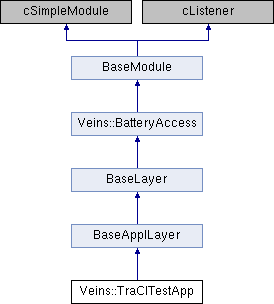 cSimpleModule
cListener
BaseModule
Veins::BatteryAccess
BaseLayer
BaseApplLayer
Veins::TraCITestApp